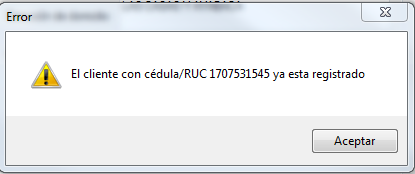 Error
El cliente con cédula/RUC 1707531545 ya esta registrado
Aceptar